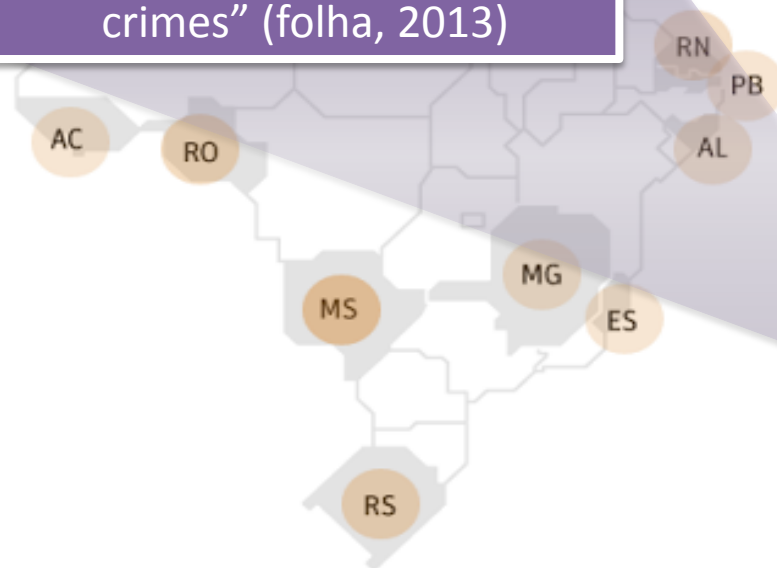 crimes” (folha, 2013)
RN
PB
AC
RO
AL
MG
MS
ES
RS